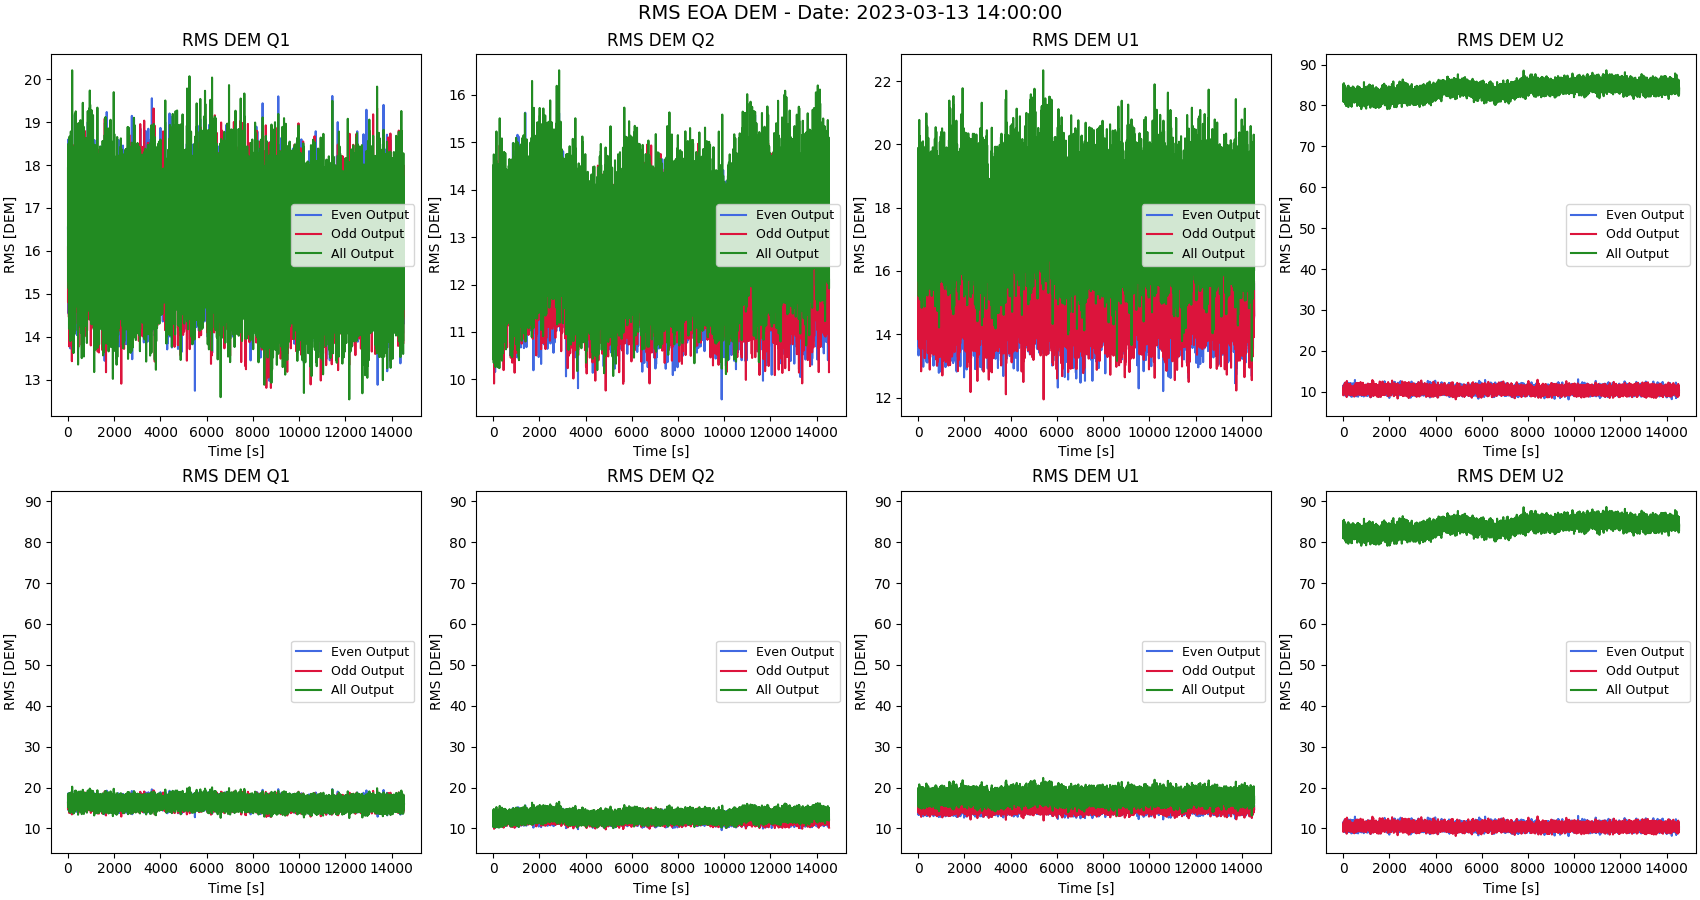 RMS EOA DEM - Date: 2023-03-13 14:00:00
RMS DEM Q1
RMS [DEM]
20
19
18
17
16
15
14
13
0 2000 4000 6000 8000 10000 12000 14000
Time [s]
Even Output
Odd Output
All Output
RMS DEM Q2
RMS [DEM]
16
15
14
13
12
11
10
0 2000 4000 6000 8000 10000 12000 14000
Time [s]
Even Output
Odd Output
All Output
RMS DEM U1
RMS [DEM]
22
20
18
16
14
12
0 2000 4000 6000 8000 10000 12000 14000
Time [s]
Even Output
Odd Output
All Output
RMS DEM U2
RMS [DEM]
90
80
70
60
50
40
30
20
10
0 2000 4000 6000 8000 10000 12000 14000
Time [s]
Even Output
Odd Output
All Output
RMS DEM Q1
RMS [DEM]
90
80
70
60
50
40
30
20
10
0 2000 4000 6000 8000 10000 12000 14000
Time [s]
Even Output
Odd Output
All Output
RMS DEM Q2
RMS [DEM]
90
80
70
60
50
40
30
20
10
0 2000 4000 6000 8000 10000 12000 14000
Time [s]
Even Output
Odd Output
All Output
RMS DEM U1
RMS [DEM]
90
80
70
60
50
40
30
20
10
0 2000 4000 6000 8000 10000 12000 14000
Time [s]
Even Output
Odd Output
All Output
RMS DEM U2
RMS [DEM]
90
80
70
60
50
40
30
20
10
0 2000 4000 6000 8000 10000 12000 14000
Time [s]
Even Output
Odd Output
All Output